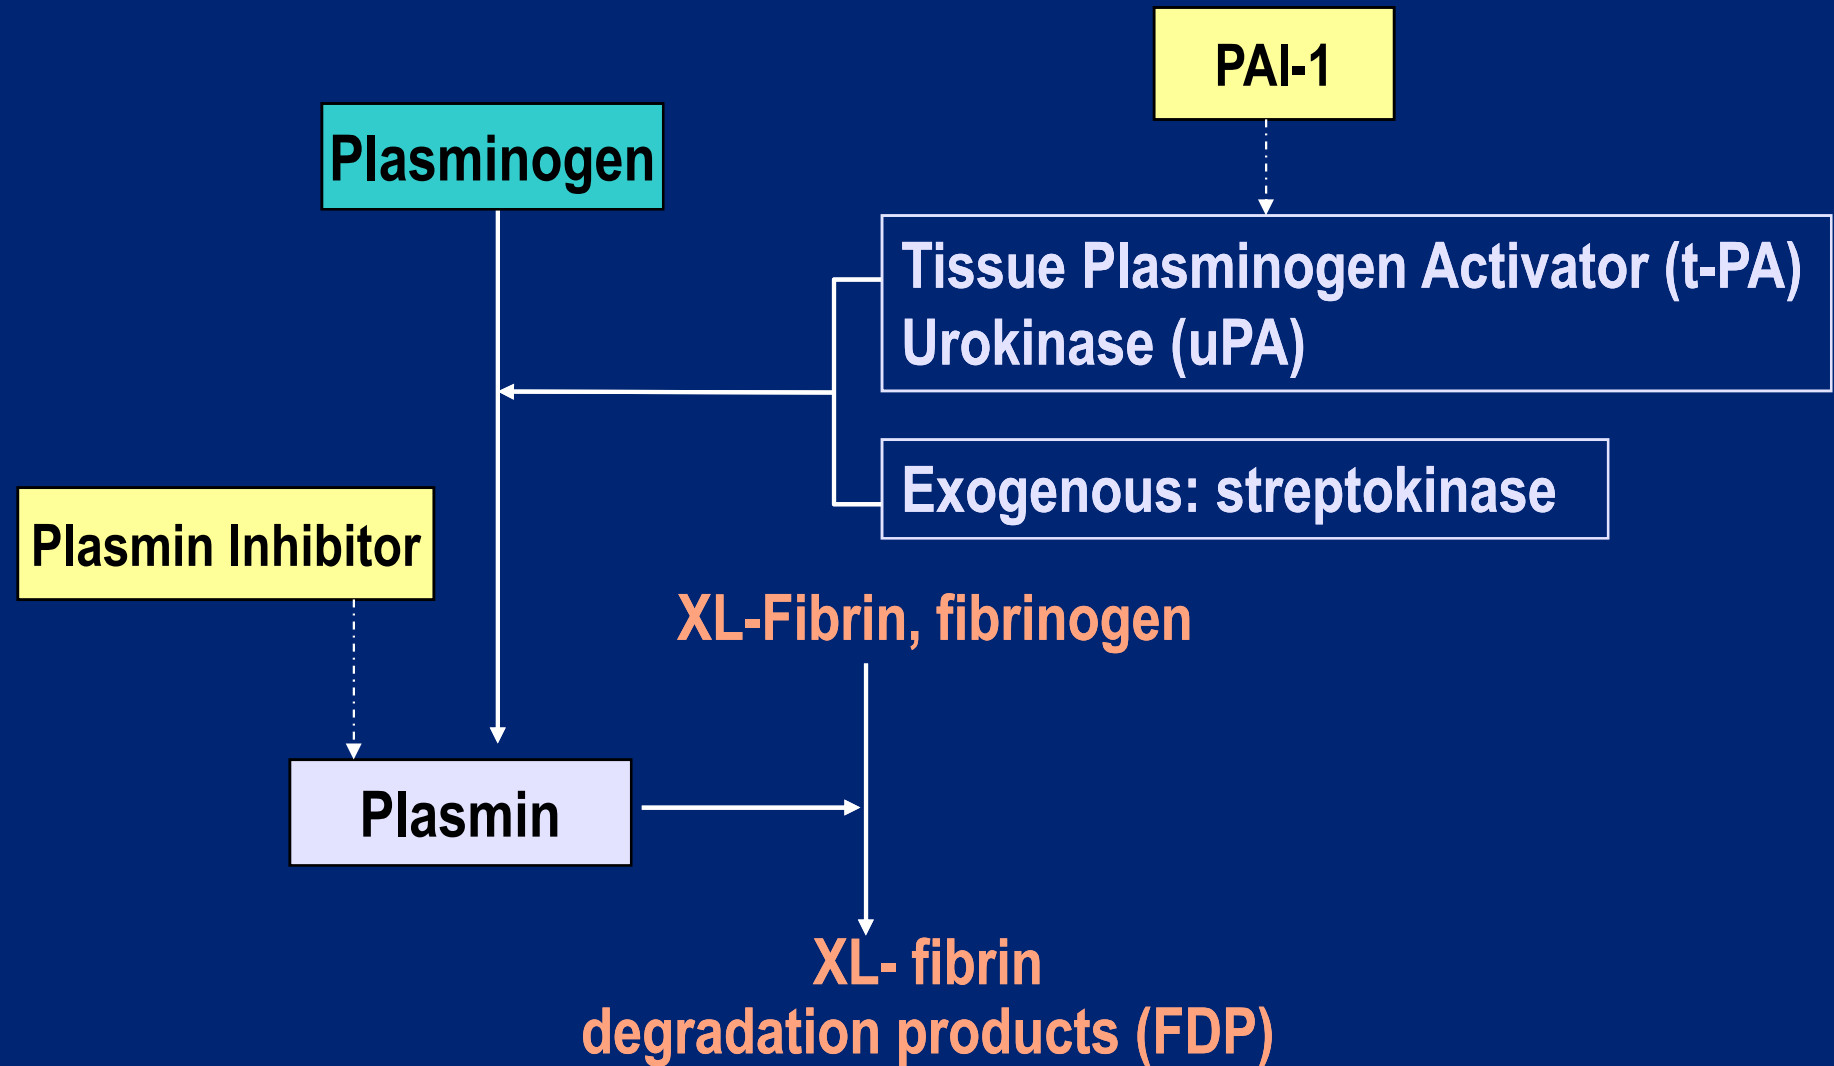 PAI-1
Plasminogen
Tissue Plasminogen Activator (t-PA)
Urokinase (uPA)
Exogenous: streptokinase
Plasmin Inhibitor
XL-Fibrin, fibrinogen
Plasmin
XL- fibrin
degradation products (FDP)